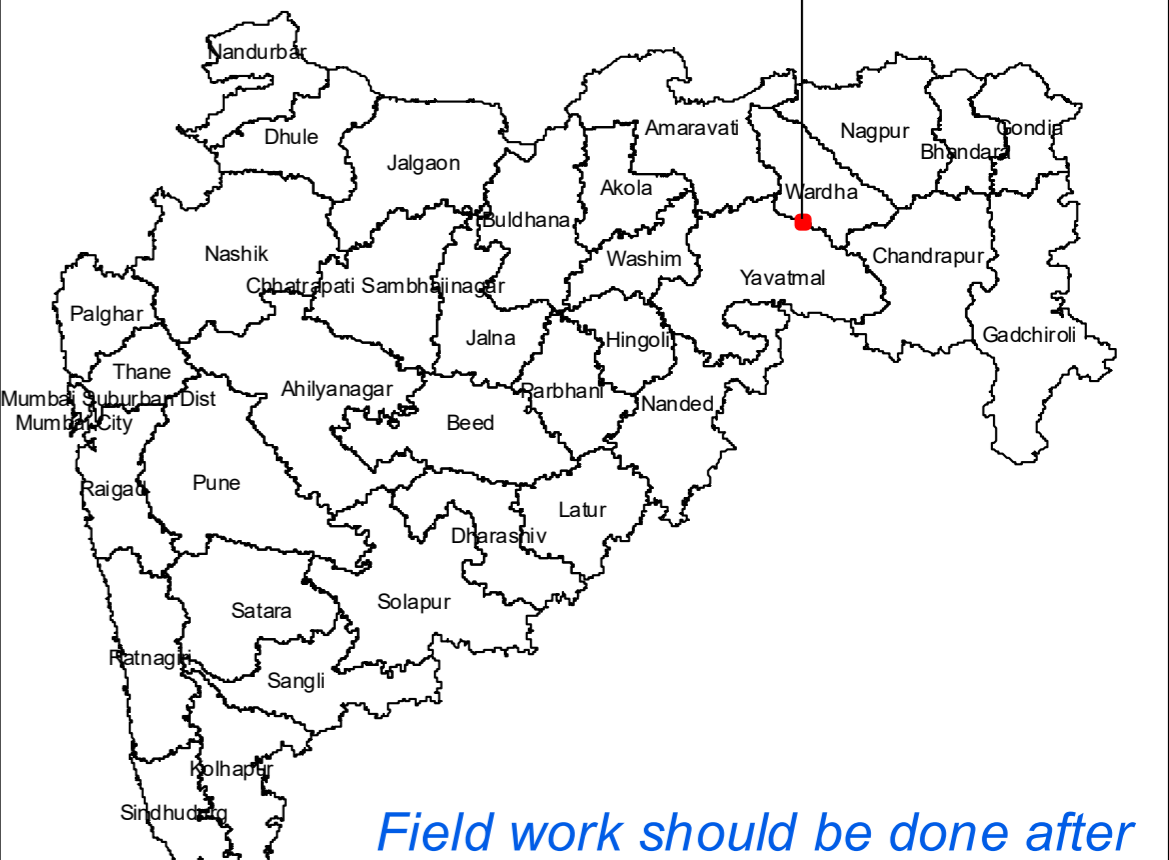 Nandurbar
Dhule
Jalgaon
Amaravati
Nagpur
Gondia
Bhandara
Akola
Wardha
Buldhana
Nashik
Washim
Chandrapur
Yavatmal
Chhatrapati Sambhajinagar
Palghar
Jalna
Hingoli
Gadchiroli
Thane
Ahilyanagar
Parbhani
Mumbai Suburban Dist
Nanded
Mumbai City
Beed
Raigad
Pune
Latur
Dharashiv
Satara
Solapur
Ratnagiri
Sangli
Kolhapur
Sindhudurg
Field work should be done after